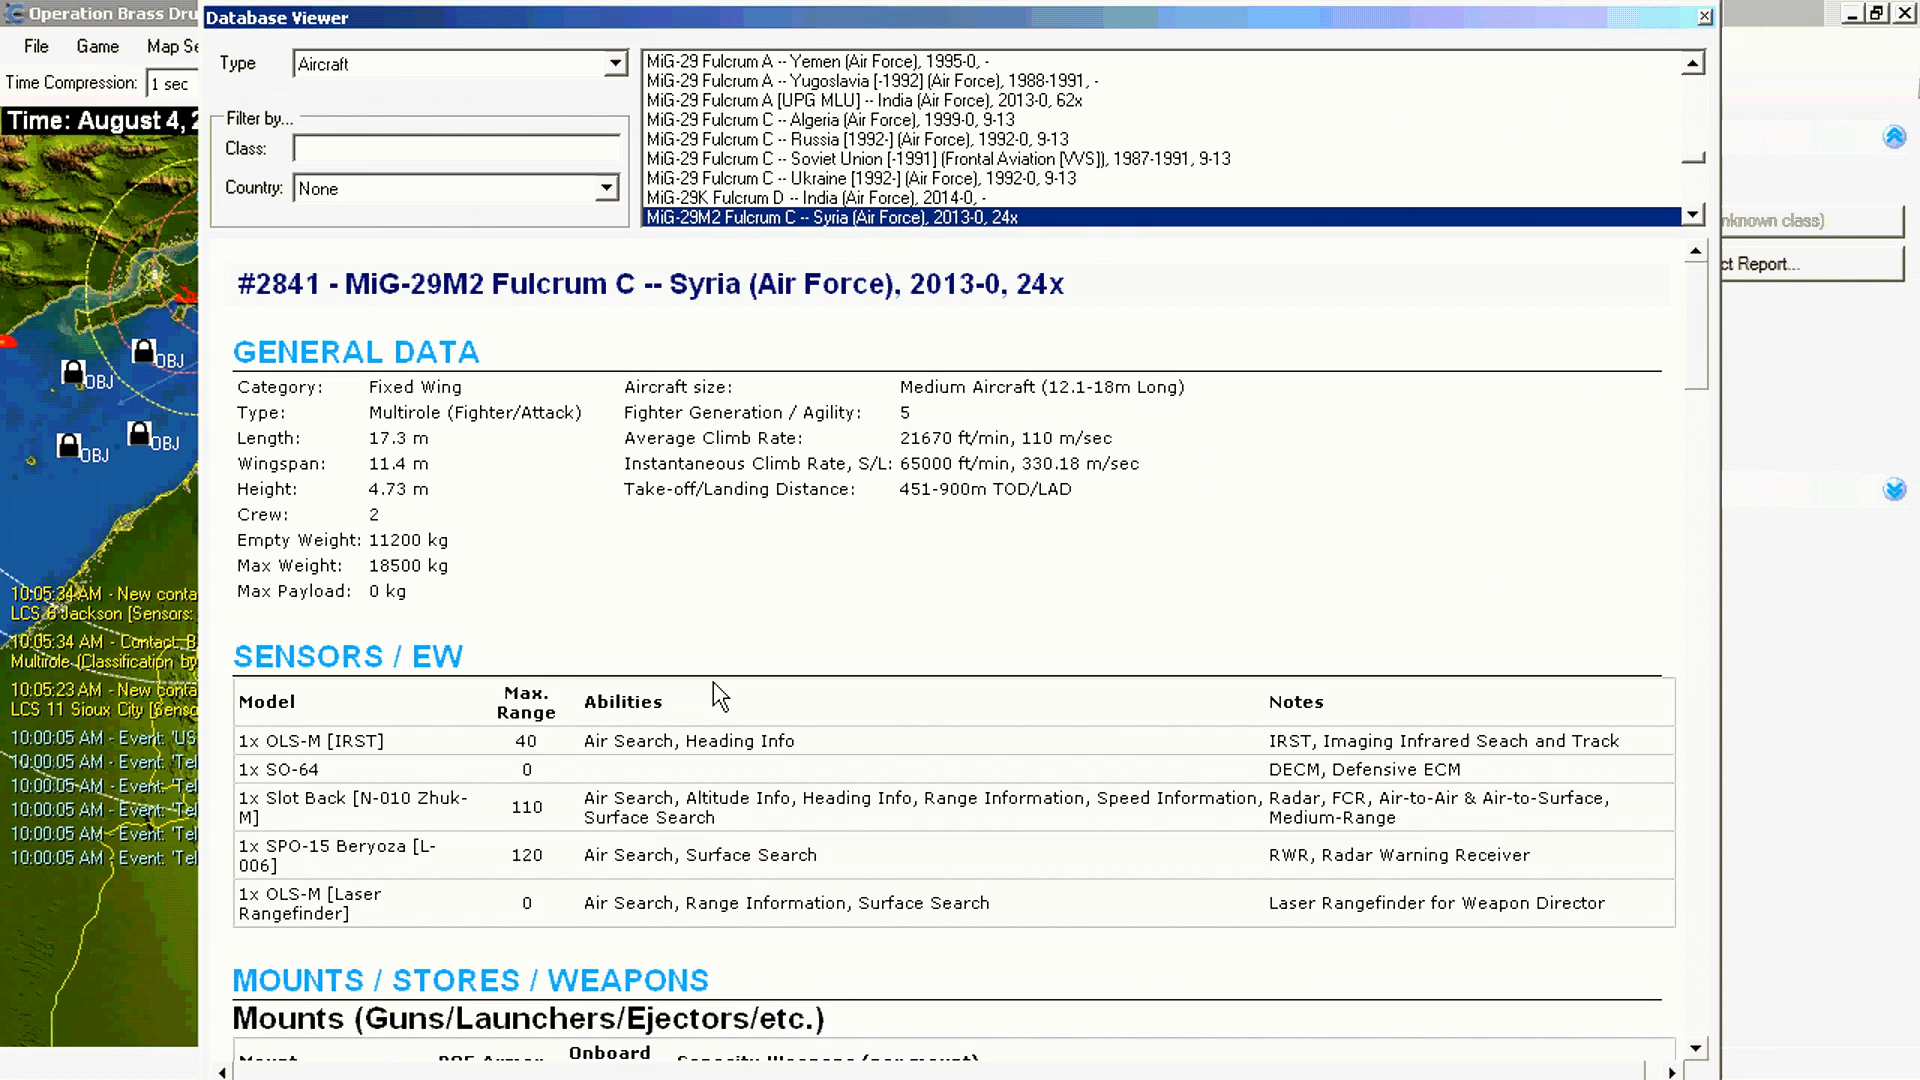 Operation Brass Dru
Database Viewer
File Game Map Se
Type Aircraft
Time Compression: 1 sec
Time: August 4, 2
Filter by...
Class:
Country: None
MiG-29 Fulcrum A -- Yemen (Air Force), 1995-0, -
MiG-29 Fulcrum A -- Yugoslavia [-1992] (Air Force), 1988-1991, -
MiG-29 Fulcrum A [UPG MLU] -- India (Air Force), 2013-0, 62x
MiG-29 Fulcrum C -- Algeria (Air Force), 1999-0, 9-13
MiG-29 Fulcrum C -- Russia [1992-] (Air Force), 1992-0, 9-13
MiG-29 Fulcrum C -- Soviet Union [-1991] (Frontal Aviation [VVS]), 1987-1991, 9-13
MiG-29 Fulcrum C -- Ukraine [1992-] (Air Force), 1992-0, 9-13
MiG-29K Fulcrum D -- India (Air Force), 2014-0, -
MiG-29M2 Fulcrum C -- Syria (Air Force), 2013-0, 24x
nknown class)
ct Report...
#2841 - MiG-29M2 Fulcrum C -- Syria (Air Force), 2013-0, 24x
GENERAL DATA
Category: Fixed Wing Aircraft size: Medium Aircraft (12.1-18m Long)
Type: Multirole (Fighter/Attack) Fighter Generation / Agility: 5
Length: 17.3 m Average Climb Rate: 21670 ft/min, 110 m/sec
Wingspan: 11.4 m Instantaneous Climb Rate, S/L: 65000 ft/min, 330.18 m/sec
Height: 4.73 m Take-off/Landing Distance: 451-900m TOD/LAD
Crew: 2
Empty Weight: 11200 kg
Max Weight: 18500 kg
Max Payload: 0 kg
OBJ
OBJ
OBJ
OBJ
10:05:34 AM - New conta
LCS 6 Jackson [Sensors:
10:05:34 AM - Contact B
Multirole (Classification by
10:05:23 AM - New conta
LCS 11 Sioux City [Senso
10:00:05 AM - Event: 'US
10:00:05 AM - Event: 'Tel
10:00:05 AM - Event: 'Tel
10:00:05 AM - Event: 'Tel
10:00:05 AM - Event: 'Tel
10:00:05 AM - Event: 'Tel
SENSORS / EW
Model Max. Range Abilities Notes
1x OLS-M [IRST] 40 Air Search, Heading Info IRST, Imaging Infrared Seach and Track
1x SO-64 0 DECM, Defensive ECM
1x Slot Back [N-010 Zhuk- 110 Air Search, Altitude Info, Heading Info, Range Information, Speed Information, Radar, FCR, Air-to-Air & Air-to-Surface,
M] Surface Search Medium-Range
1x SPO-15 Beryoza [L- 120 Air Search, Surface Search RWR, Radar Warning Receiver
006]
1x OLS-M [Laser 0 Air Search, Range Information, Surface Search Laser Rangefinder for Weapon Director
Rangefinder]
MOUNTS / STORES / WEAPONS
Mounts (Guns/Launchers/Ejectors/etc.)
Mount ROF Armor Onboard Capacity Weapons (per mount)